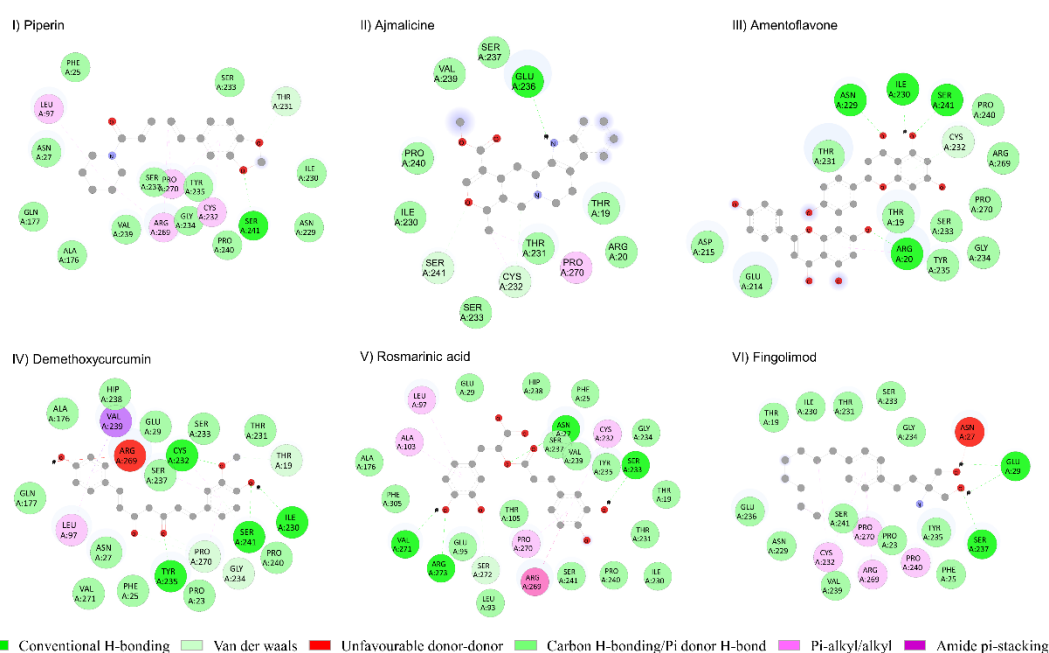 I) Piperin
PHE
A:25
SER
A:233
LEU
A:97
THR
A:231
ASN
A:27
SER
A:237
PRO
A:270
TYR
A:235
ILE
A:230
GLN
A:177
VAL
A:239
ARG
A:269
GLY
A:234
CYS
A:232
SER
A:241
ASN
A:229
PRO
A:240
ALA
A:176
II) Ajmalicine
SER
A:237
VAL
A:239
GLU
A:236
N
PRO
A:240
O
N
ILE
A:230
THR
A:19
THR
A:231
ARG
A:20
SER
A:241
CYS
A:232
PRO
A:270
SER
A:233
III) Amentoflavone
ASN
A:229
ILE
A:230
SER
A:241
PRO
A:240
CYS
A:232
THR
A:231
ARG
A:269
PRO
A:270
THR
A:19
SER
A:233
ASP
A:215
ARG
A:20
TYR
A:235
GLY
A:234
GLU
A:214
IV) Demethoxycurcumin
HIP
A:238
ALA
A:176
VAL
A:239
GLU
A:29
SER
A:233
THR
A:231
ARG
A:269
CYS
A:232
THR
A:19
SER
A:237
GLN
A:177
LEU
A:97
SER
A:241
ILE
A:230
ASN
A:27
PRO
A:270
GLY
A:234
PRO
A:240
TYR
A:235
VAL
A:271
PHE
A:25
PRO
A:23
V) Rosmarinic acid
GLU
A:29
HIP
A:238
PHE
A:25
LEU
A:97
ASN
A:27
CYS
A:232
GLY
A:234
ALA
A:103
SER
A:237
VAL
A:239
TYR
A:235
SER
A:233
ALA
A:176
PHE
A:305
THR
A:105
THR
A:19
VAL
A:271
GLU
A:95
PRO
A:270
THR
A:231
ARG
A:273
SER
A:272
ARG
A:269
SER
A:241
PRO
A:240
ILE
A:230
LEU
A:93
VI) Fingolimod
THR
A:19
ILE
A:230
THR
A:231
SER
A:233
GLY
A:234
ASN
A:27
GLU
A:29
GLU
A:236
SER
A:241
PRO
A:270
PRO
A:23
TYR
A:235
SER
A:237
ASN
A:229
CYS
A:232
ARG
A:269
PRO
A:240
PHE
A:25
VAL
A:239
Conventional H-bonding
Van der waals
Unfavourable donor-donor
Carbon H-bonding/Pi donor H-bond
Pi-alkyl/alkyl
Amide pi-stacking